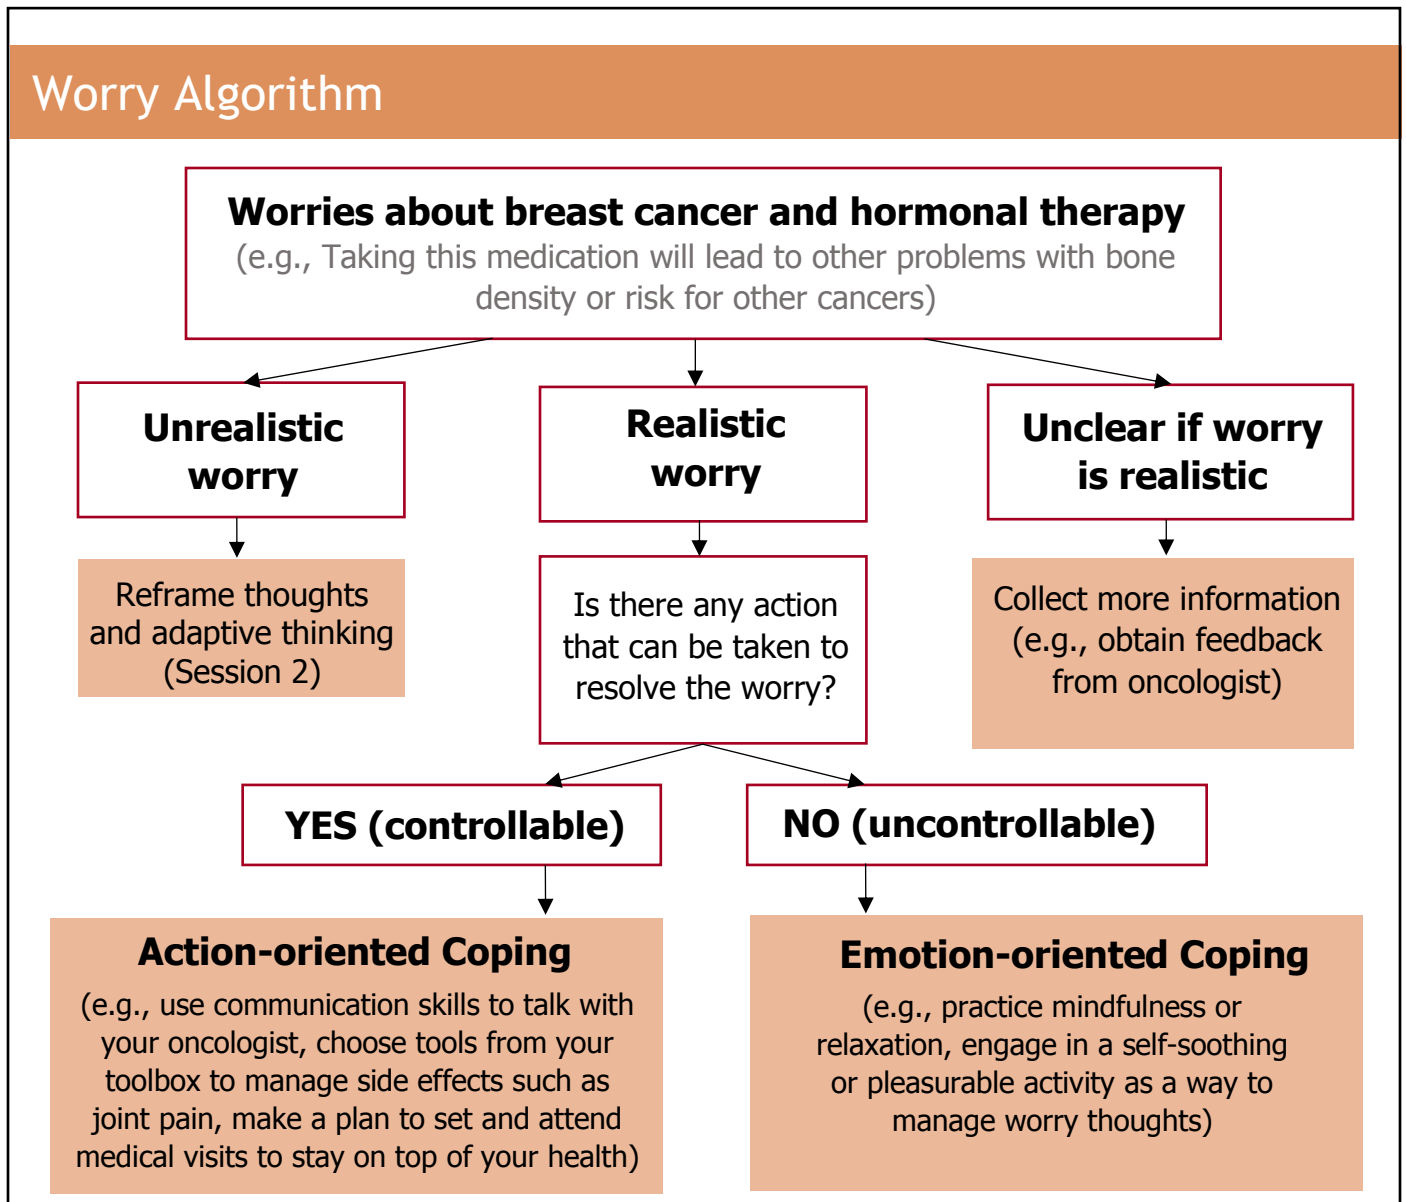 Worry Algorithm
Worries about breast cancer and hormonal therapy
(e.g., Taking this medication will lead to other problems with bone
density or risk for other cancers)
Unrealistic
worry
Realistic
worry
Unclear if worry
is realistic
Reframe thoughts
and adaptive thinking
(Session 2)
Is there any action
that can be taken to
resolve the worry?
Collect more information
(e.g., obtain feedback
from oncologist)
YES (controllable)
NO (uncontrollable)
Action-oriented Coping
(e.g., use communication skills to talk with
your oncologist, choose tools from your
toolbox to manage side effects such as
joint pain, make a plan to set and attend
medical visits to stay on top of your health)
Emotion-oriented Coping
(e.g., practice mindfulness or
relaxation, engage in a self-soothing
or pleasurable activity as a way to
manage worry thoughts)